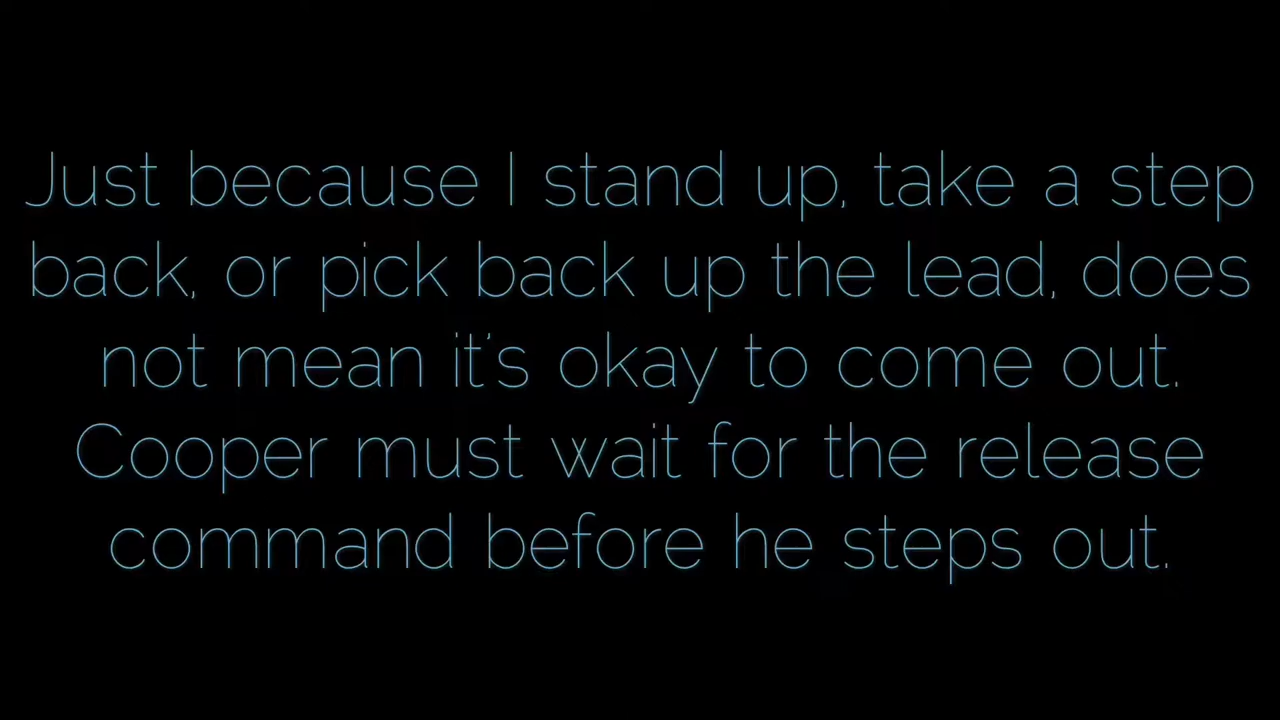 Just because I stand up, take a step
back, or pick back up the lead, does
not mean it's okay to come out.
Cooper must wait for the release
command before he steps out.